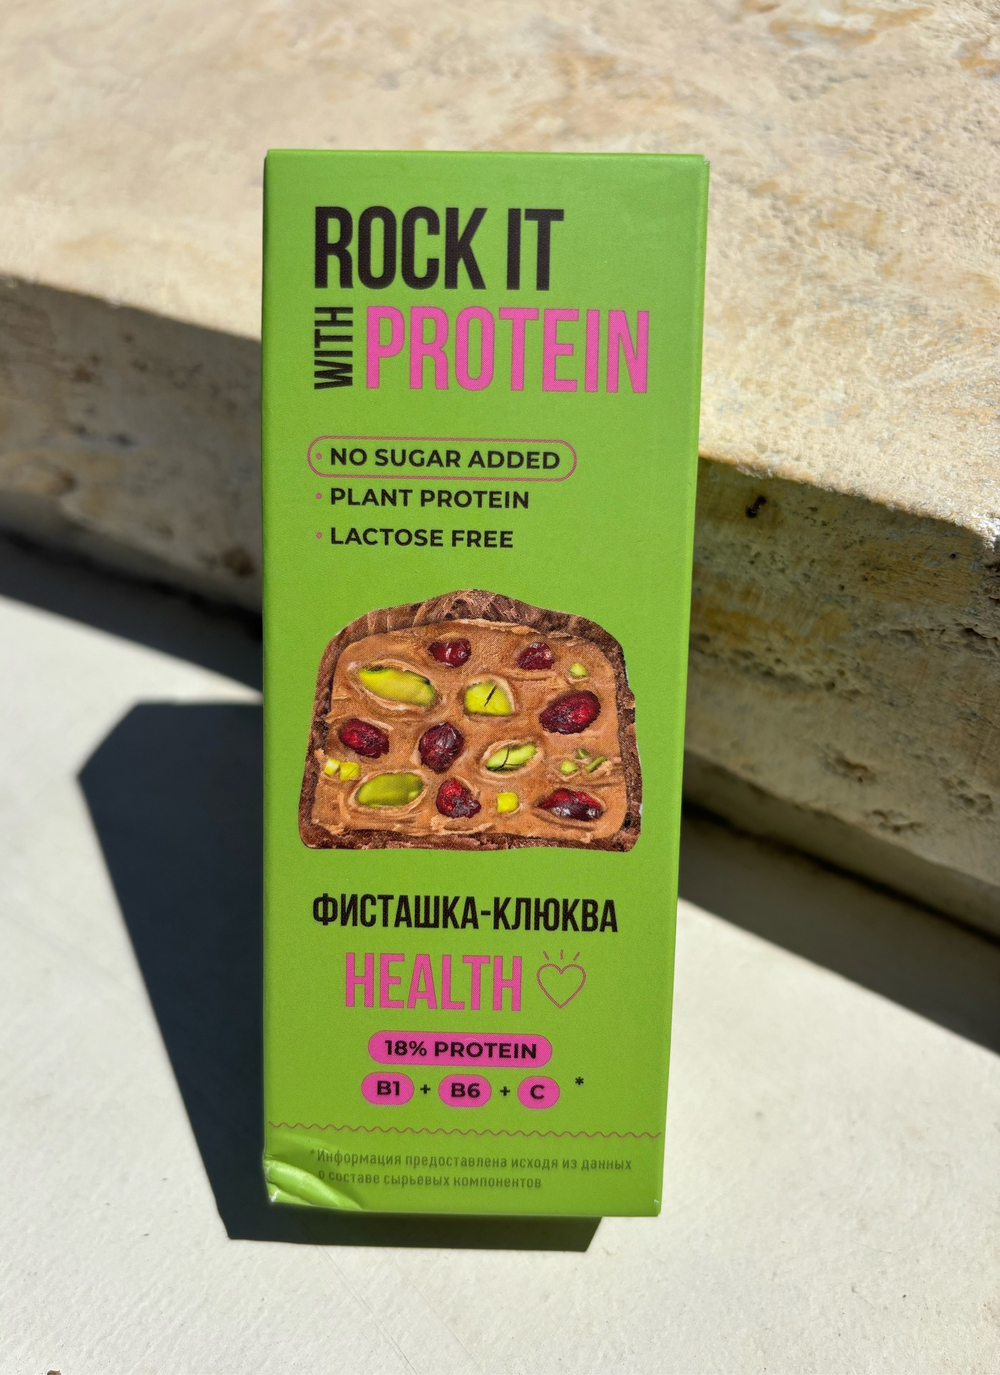 ROCK IT
WITH PROTEIN
• NO SUGAR ADDED
• PLANT PROTEIN
• LACTOSE FREE
ФИСТАШКА-КЛЮКВА
HEALTH
18% PROTEIN
B1 + B6 + C *
*Информация предоставлена исходя из данных
о составе сырьевых компонентов